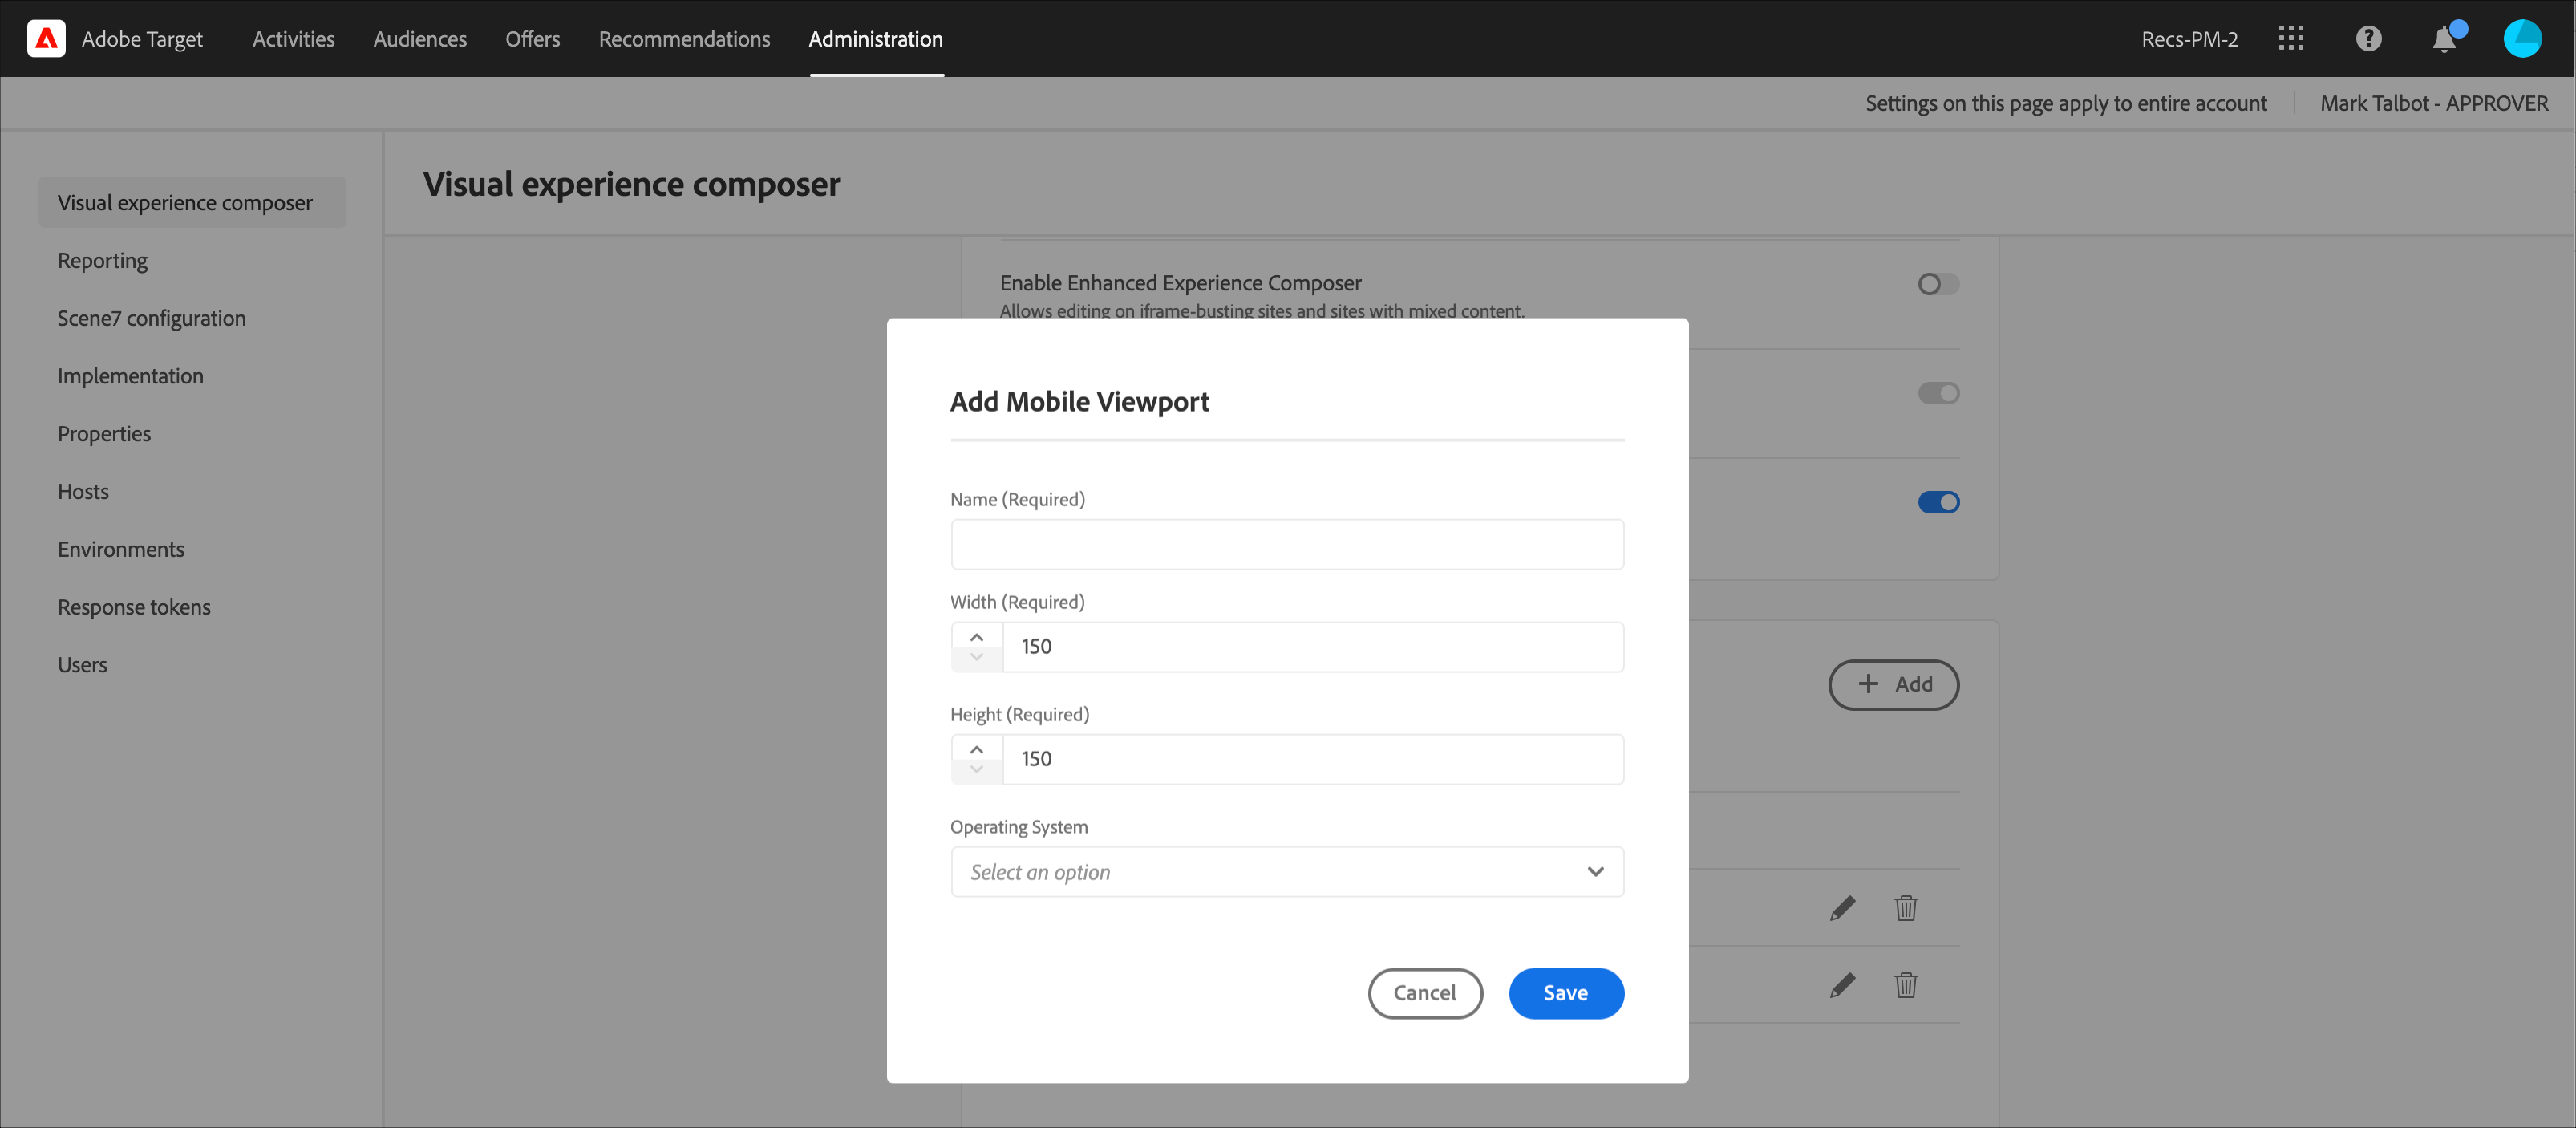 Adobe Target
Activities
Audiences
Offers
Recommendations
Administration
Recs-PM-2
Settings on this page apply to entire account
Mark Talbot - APPROVER
Visual experience composer
Reporting
Scene7 configuration
Implementation
Properties
Hosts
Environments
Response tokens
Users
Visual experience composer
Enable Enhanced Experience Composer
Allows editing on iframe-busting sites and sites with mixed content.
Add
Add Mobile Viewport
Name (Required)
Width (Required)
150
Height (Required)
150
Operating System
Select an option
Cancel
Save